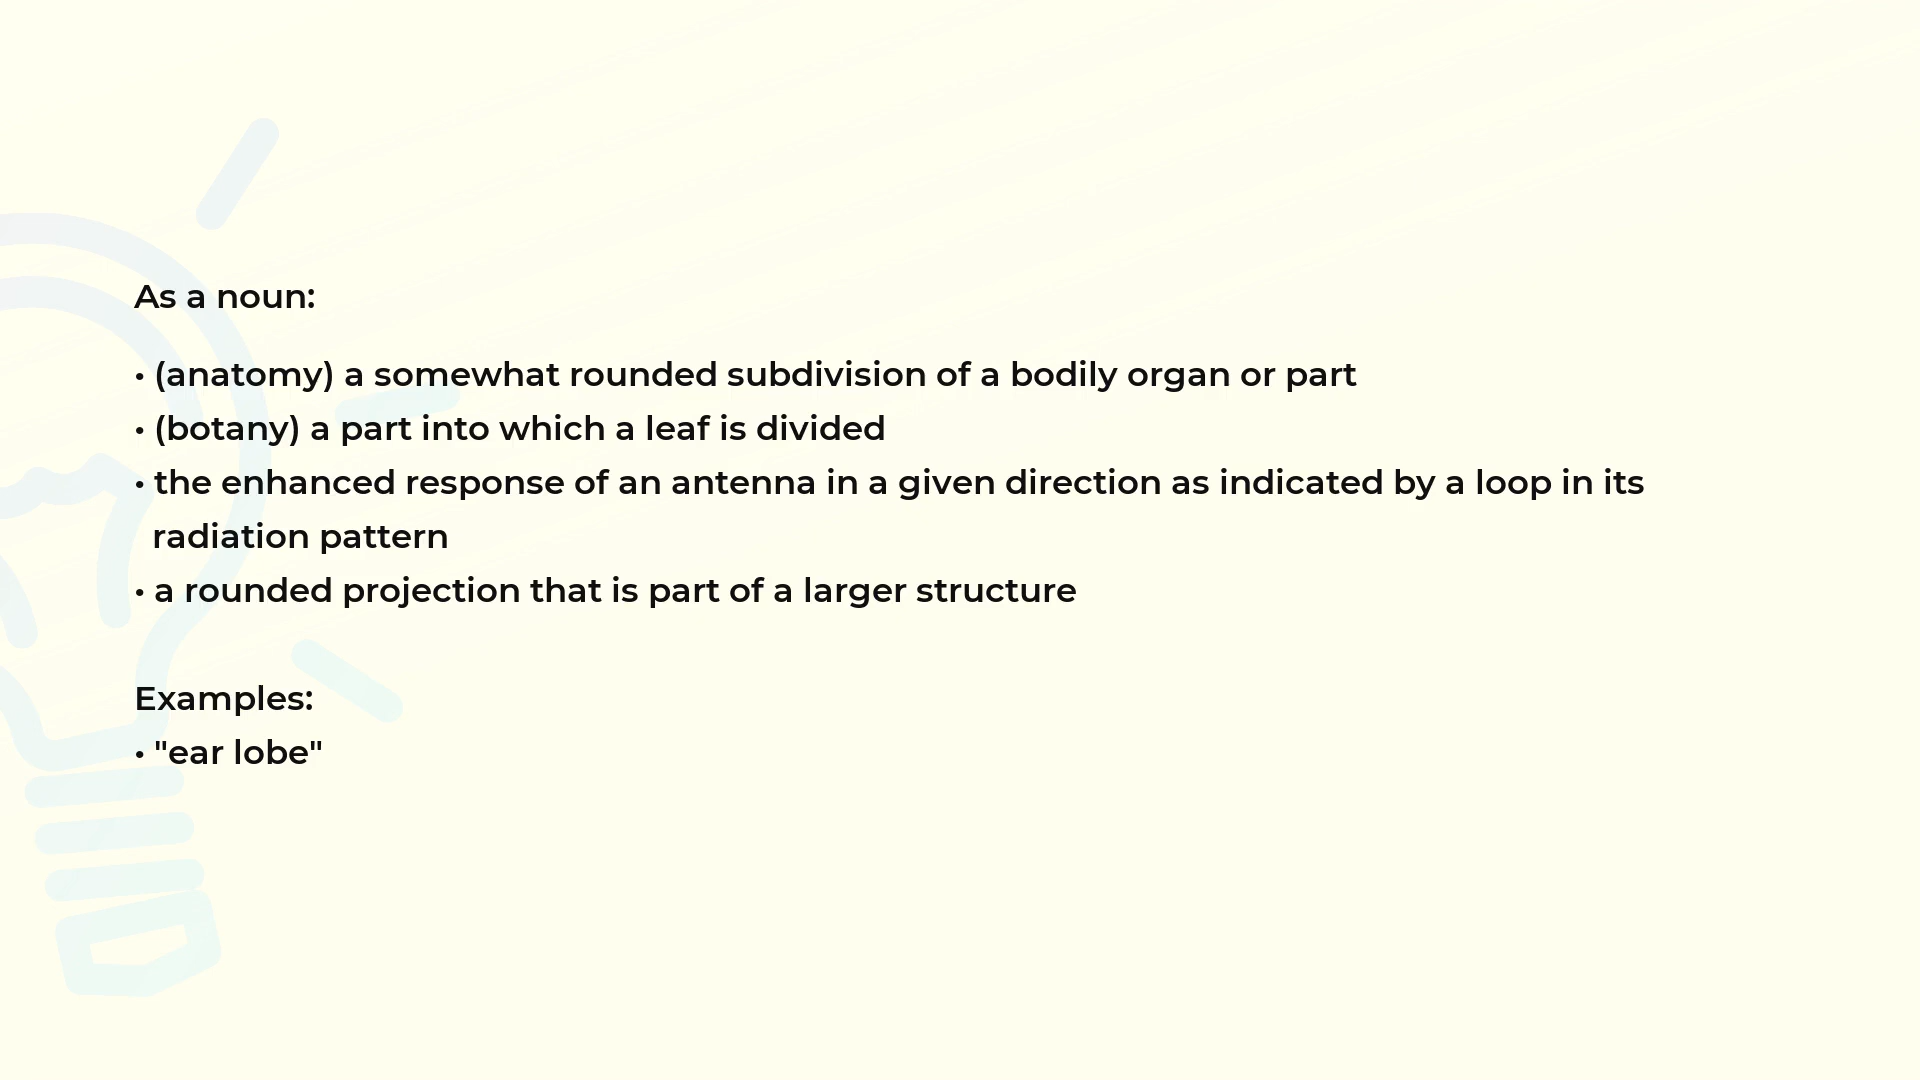 As a noun:
• (anatomy) a somewhat rounded subdivision of a bodily organ or part
• (botany) a part into which a leaf is divided
• the enhanced response of an antenna in a given direction as indicated by a loop in its
radiation pattern
• a rounded projection that is part of a larger structure
Examples:
• "ear lobe"